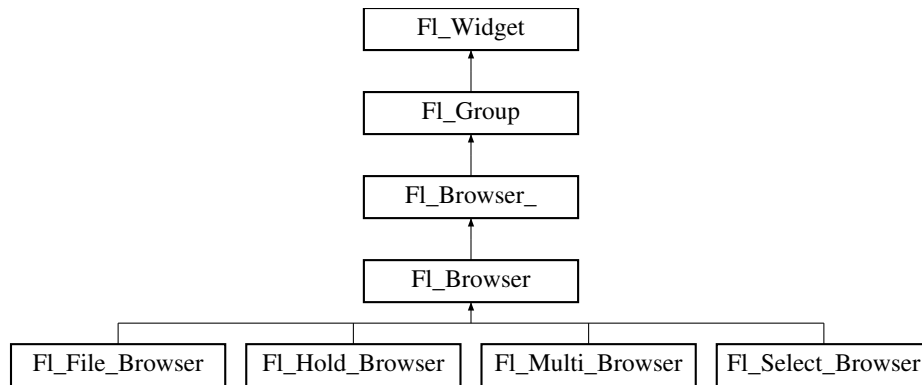 Fl_Widget
Fl_Group
Fl_Browser_
Fl_Browser
Fl_File_Browser Fl_Hold_Browser Fl_Multi_Browser Fl_Select_Browser